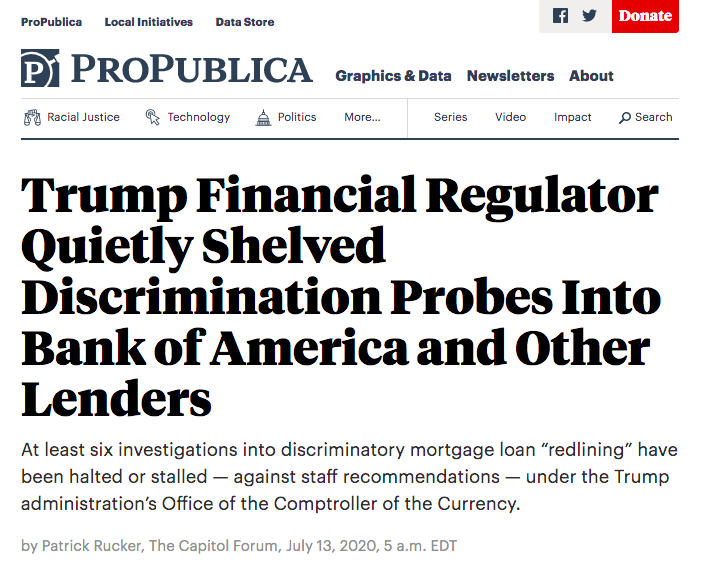 ProPublica Local Initiatives Data Store Donate
PROPUBLICA Graphics & Data Newsletters About
Racial Justice Technology Politics More... Series Video Impact Search
Trump Financial Regulator
Quietly Shelved
Discrimination Probes Into
Bank of America and Other
Lenders
At least six investigations into discriminatory mortgage loan “redlining” have
been halted or stalled — against staff recommendations — under the Trump
administration’s Office of the Comptroller of the Currency.
by Patrick Rucker, The Capitol Forum, July 13, 2020, 5 a.m. EDT